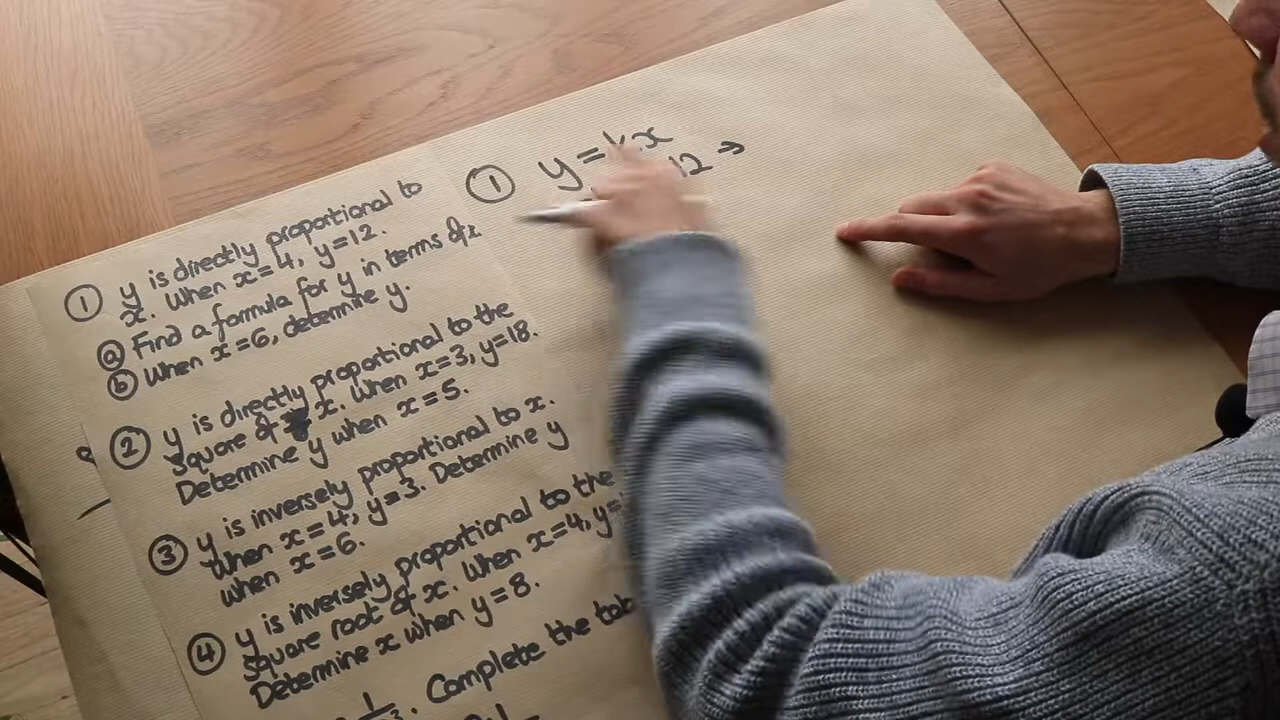 ① y is directly proportional to
x. When x=4, y=12.
ⓐ Find a formula for y in terms of x
ⓑ When x=6, determine y.
② y is directly proportional to the
square of x. When x=3, y=18.
Determine y when x=5.
③ y is inversely proportional to x.
When x=4, y=3. Determine y
when x=6.
④ y is inversely proportional to the
square root of x. When x=4, y=
Determine x when y=8.
Complete the
① y=kx
12 →